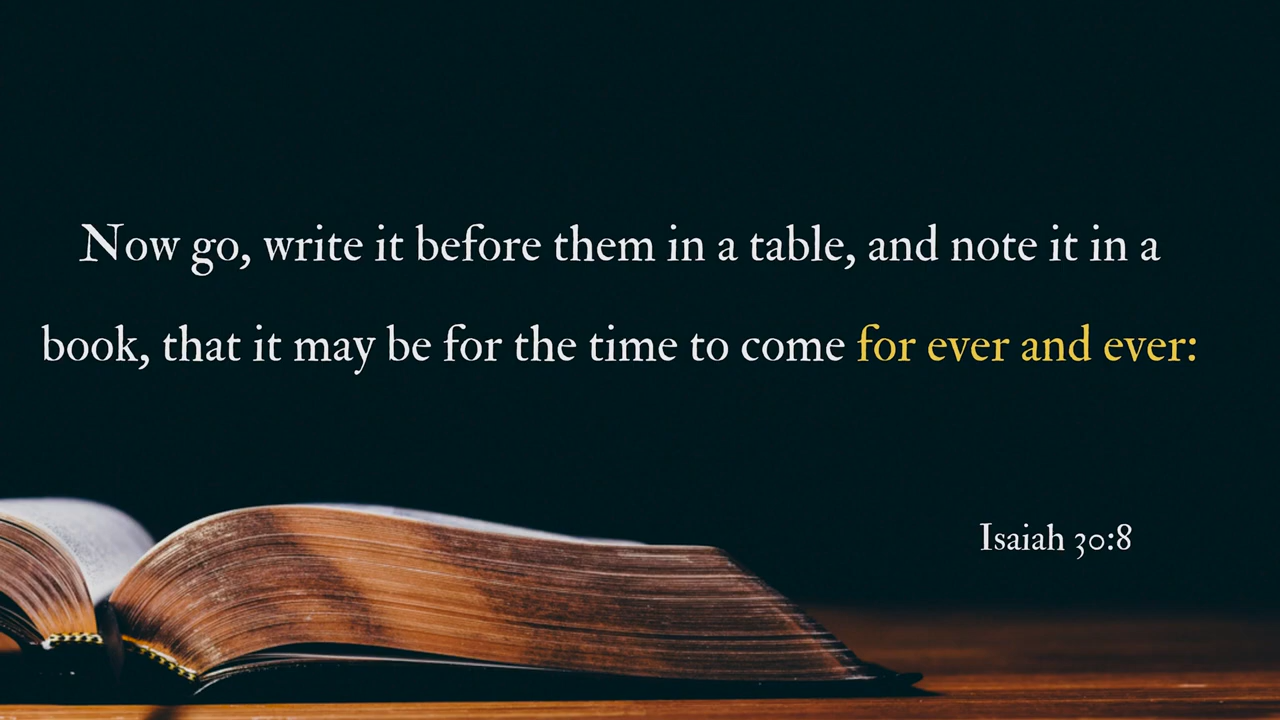 Now go, write it before them in a table, and note it in a
book, that it may be for the time to come for ever and ever:
Isaiah 30:8